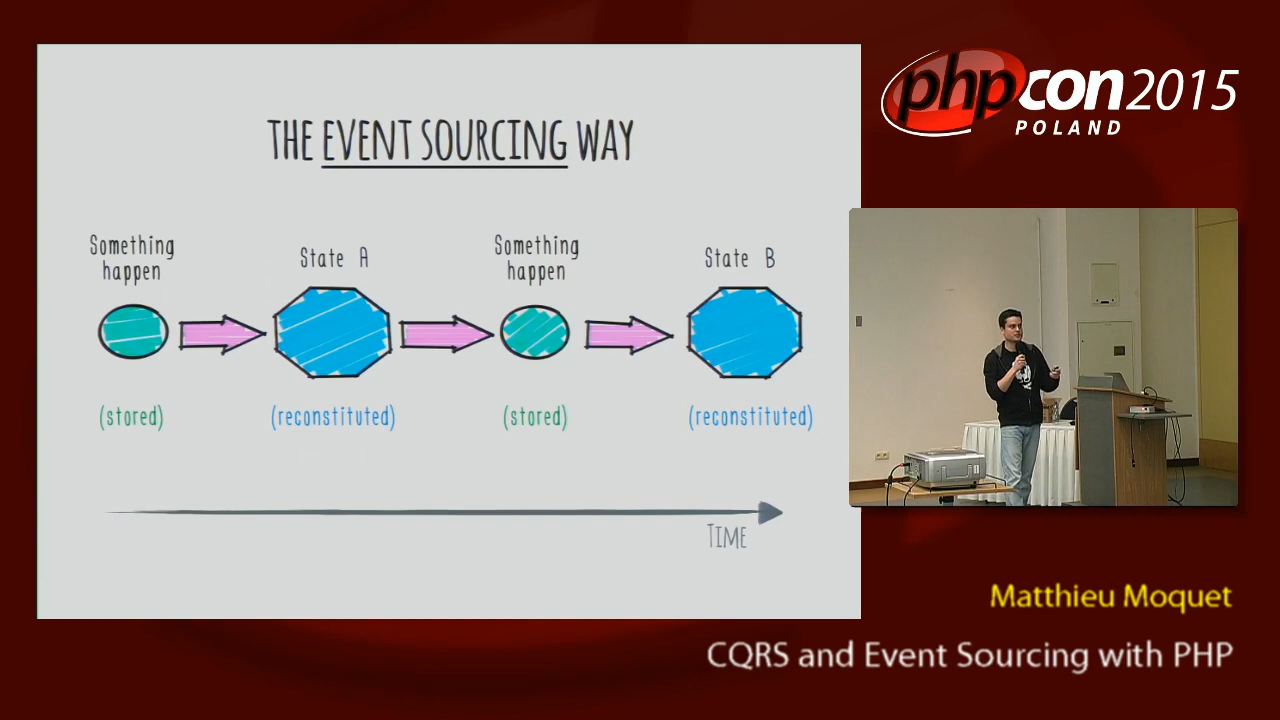 THE EVENT SOURCING WAY
Something
happen
State A
Something
happen
State B
(stored)
(reconstituted)
(stored)
(reconstituted)
TIME
phpcon2015
POLAND
Matthieu Moquet
CQRS and Event Sourcing with PHP